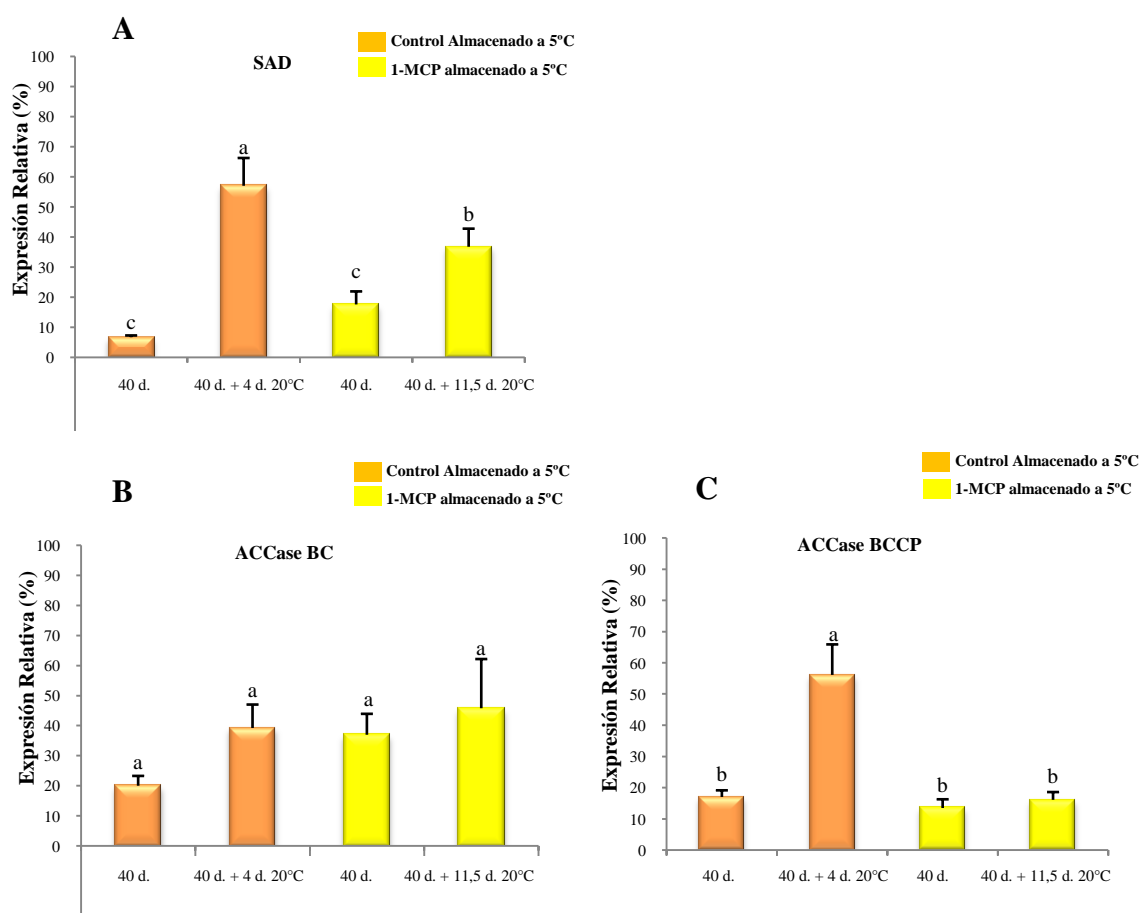 A
Control Almacenado a 5ºC
1-MCP almacenado a 5ºC
SAD
Expresión Relativa (%)
100
90
80
70
60
50
40
30
20
10
0
c
a
c
b
40 d.
40 d. + 4 d. 20°C
40 d.
40 d. + 11,5 d. 20°C
B
Control Almacenado a 5ºC
1-MCP almacenado a 5ºC
ACCase BC
Expresión Relativa (%)
100
90
80
70
60
50
40
30
20
10
0
a
a
a
a
40 d.
40 d. + 4 d. 20°C
40 d.
40 d. + 11,5 d. 20°C
C
Control Almacenado a 5ºC
1-MCP almacenado a 5ºC
ACCase BCCP
Expresión Relativa (%)
100
90
80
70
60
50
40
30
20
10
0
b
a
b
b
40 d.
40 d. + 4 d. 20°C
40 d.
40 d. + 11,5 d. 20°C